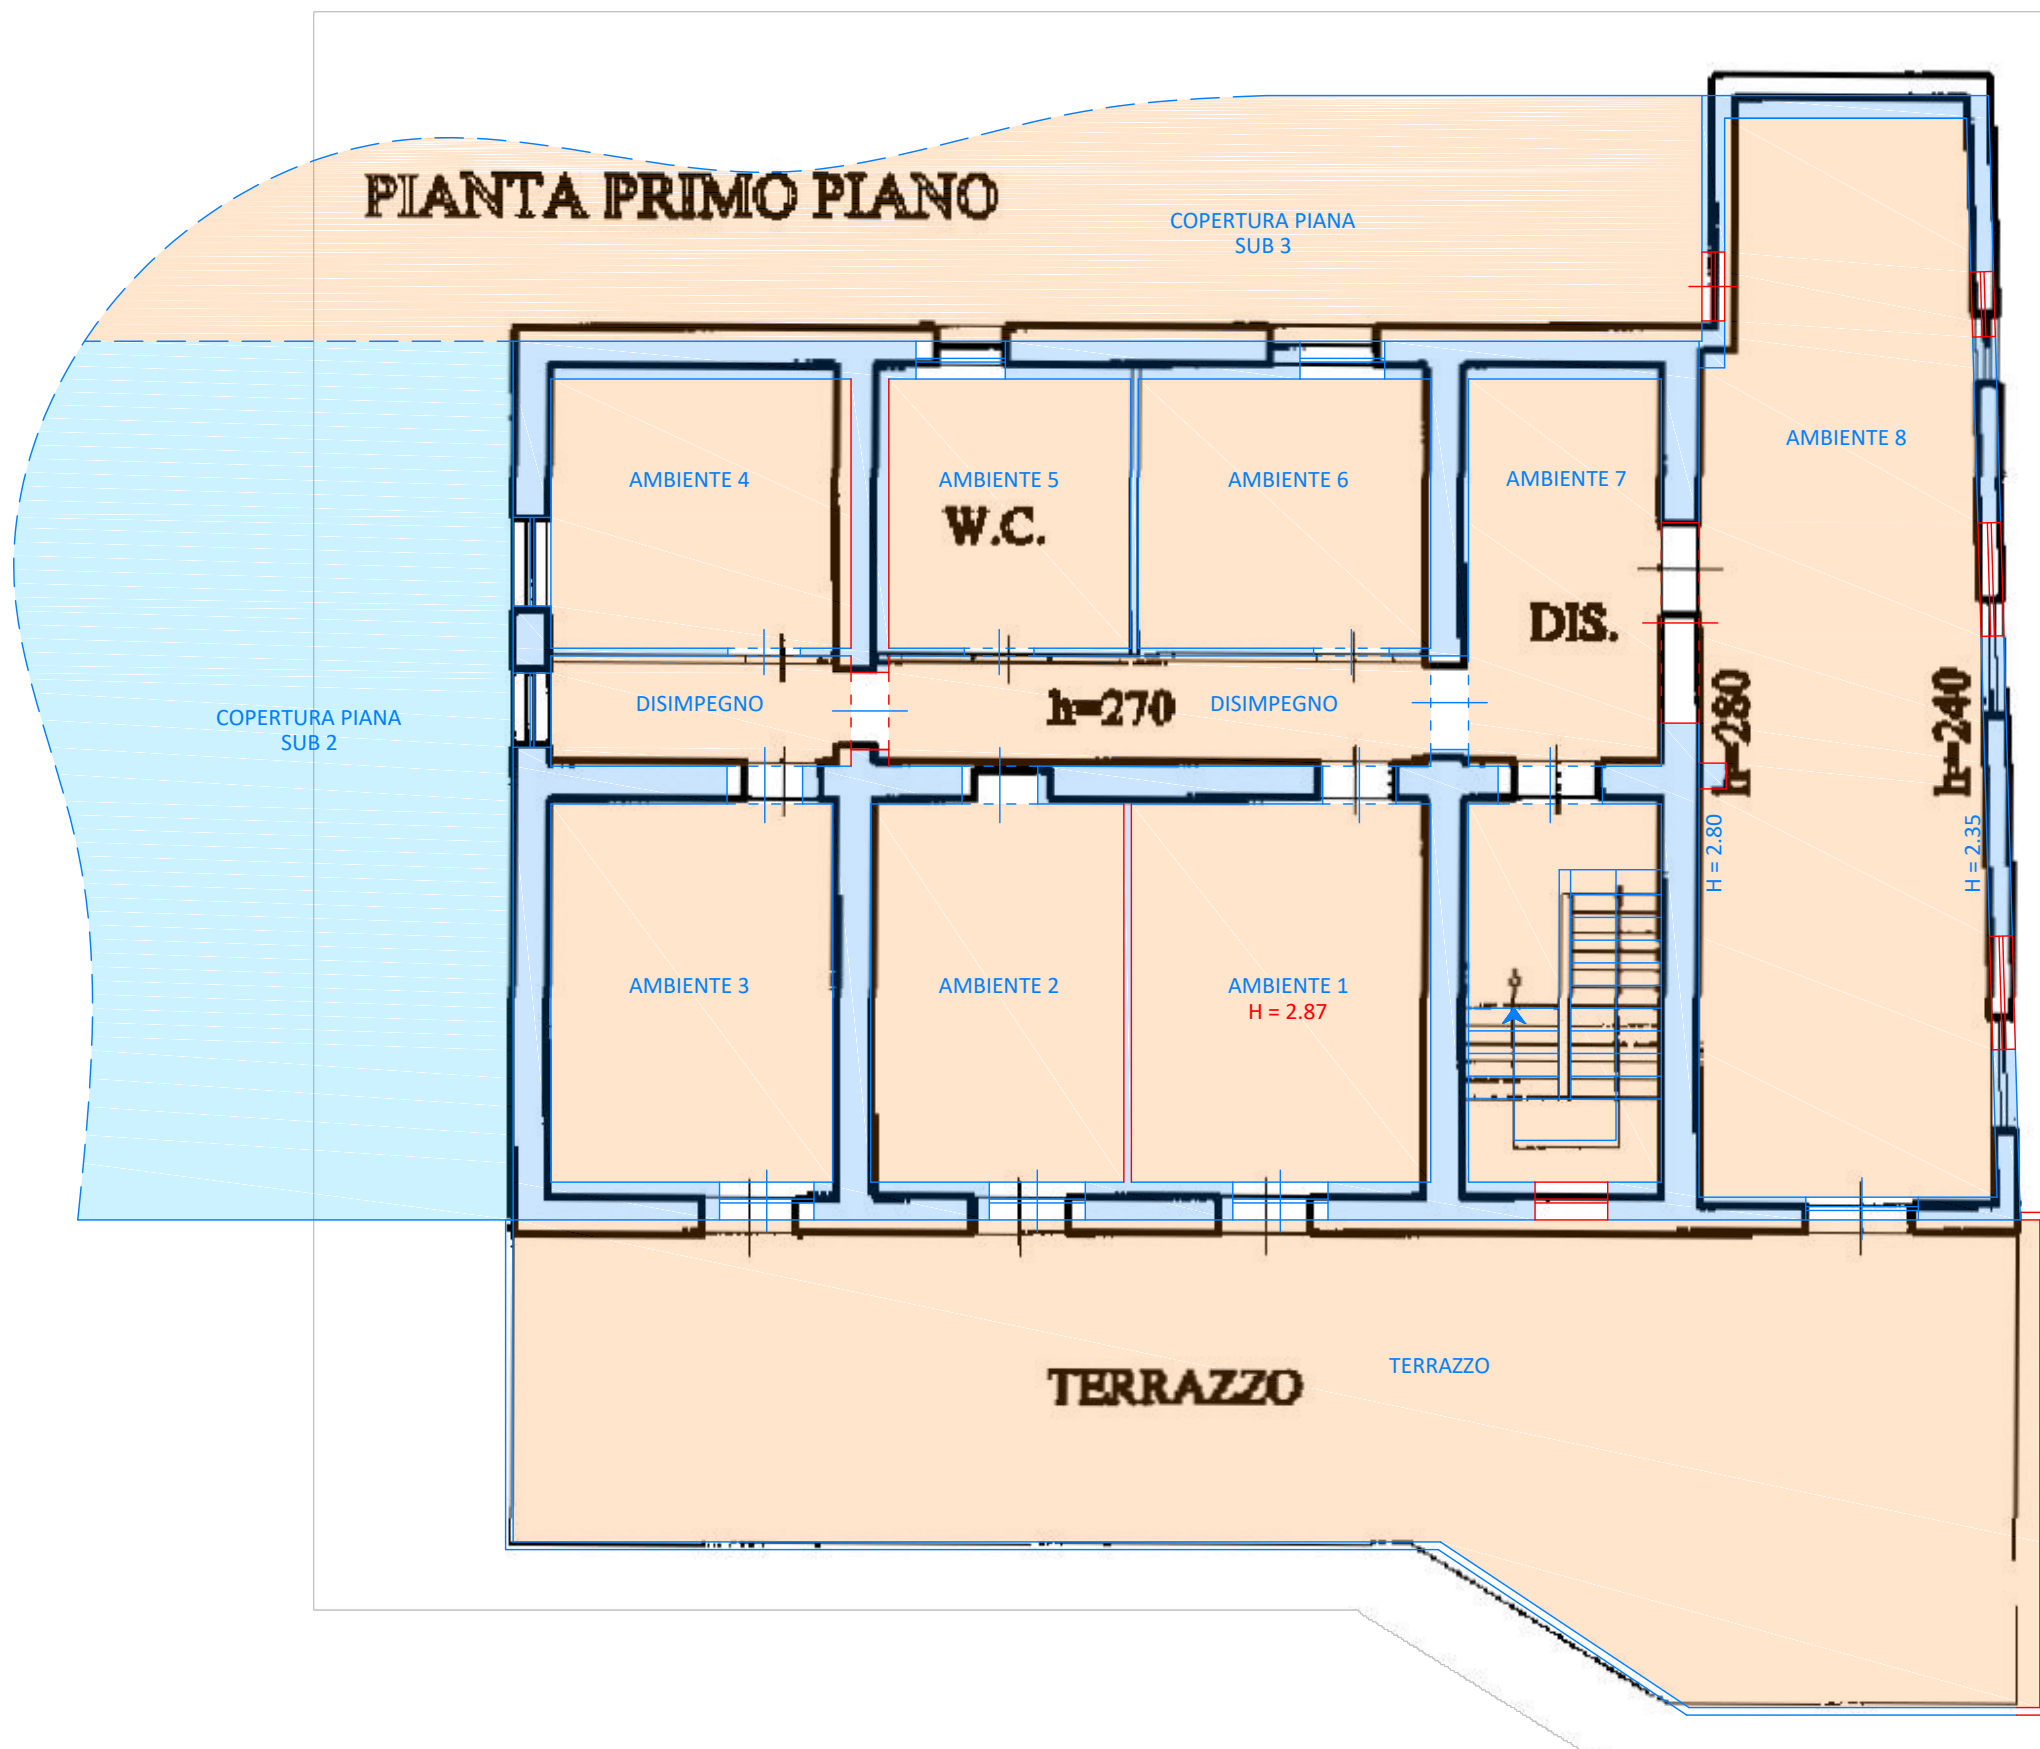 PIANTA PRIMO PIANO
COPERTURA PIANA
SUB 3
AMBIENTE 8
AMBIENTE 4
AMBIENTE 5
AMBIENTE 6
AMBIENTE 7
W.C.
DIS.
DISIMPEGNO
h=270
DISIMPEGNO
h=280
h=240
COPERTURA PIANA
SUB 2
H = 2.80
H = 2.35
AMBIENTE 3
AMBIENTE 2
AMBIENTE 1
H = 2.87
TERRAZZO
TERRAZZO